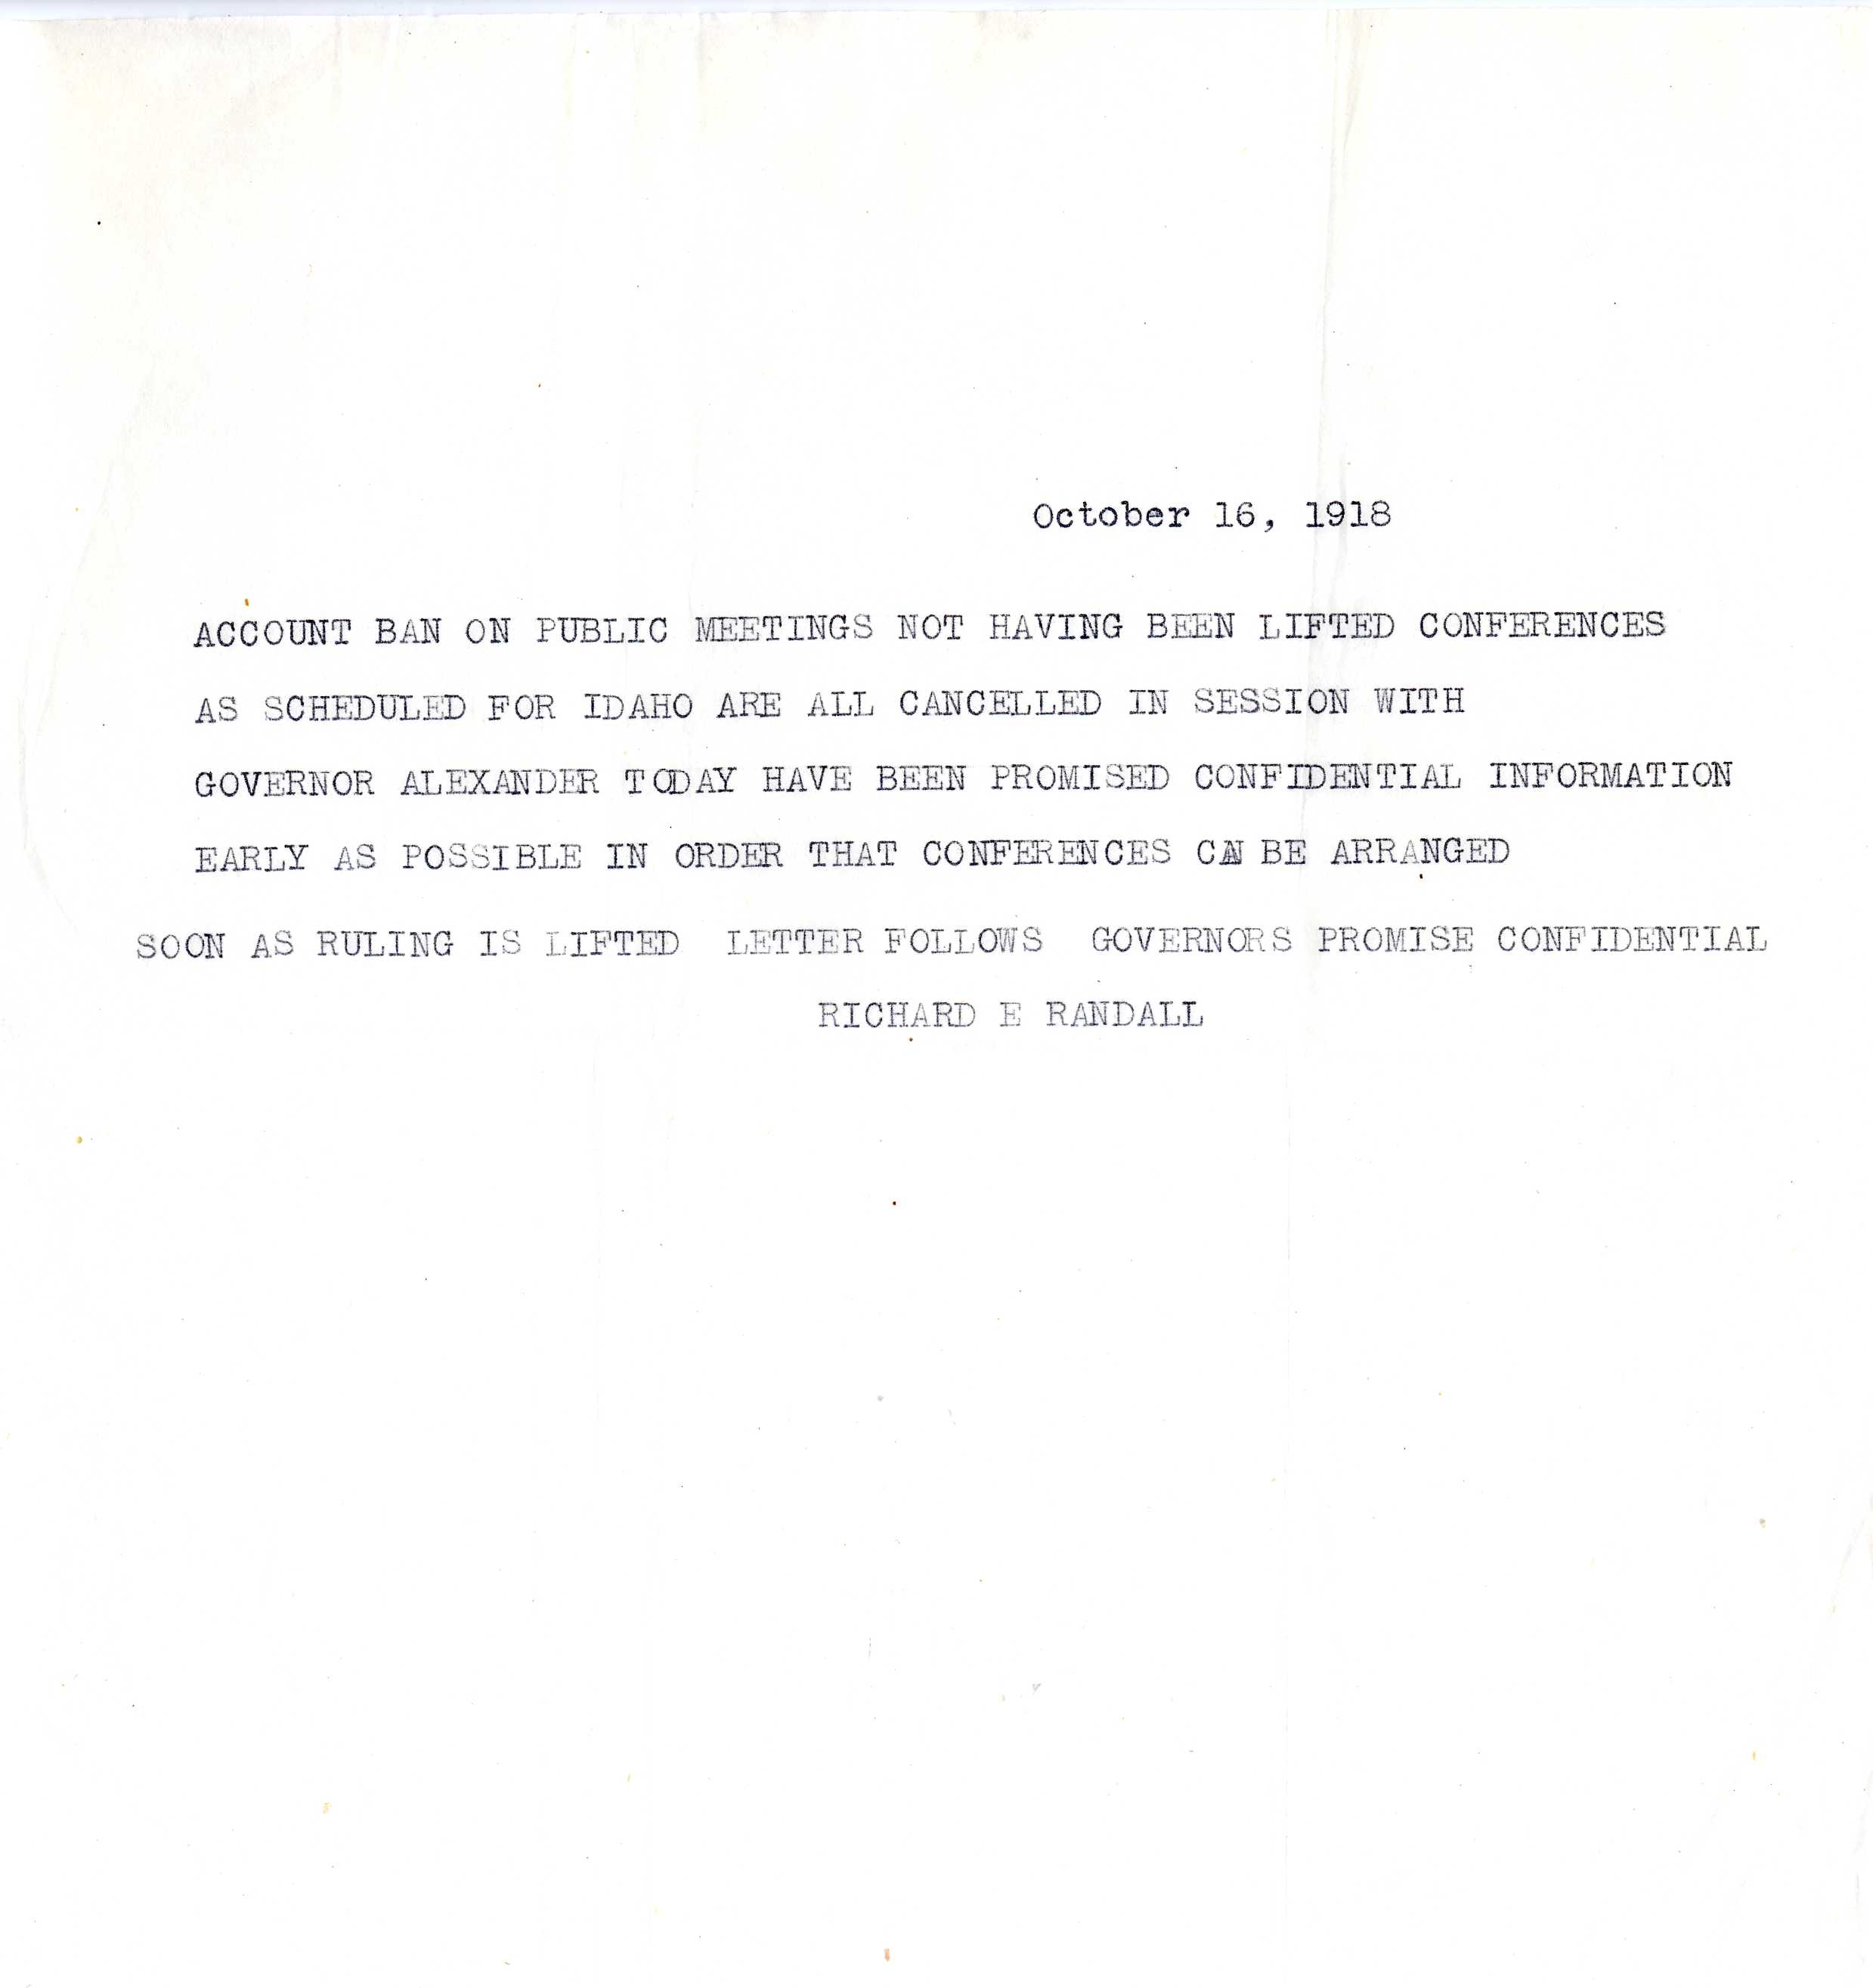 October 16, 1918
ACCOUNT BAN ON PUBLIC MEETINGS NOT HAVING BEEN LIFTED CONFERENCES
AS SCHEDULED FOR IDAHO ARE ALL CANCELLED IN SESSION WITH
GOVERNOR ALEXANDER TODAY HAVE BEEN PROMISED CONFIDENTIAL INFORMATION
EARLY AS POSSIBLE IN ORDER THAT CONFERENCES CAN BE ARRANGED
SOON AS RULING IS LIFTED LETTER FOLLOWS GOVERNORS PROMISE CONFIDENTIAL
RICHARD E RANDALL